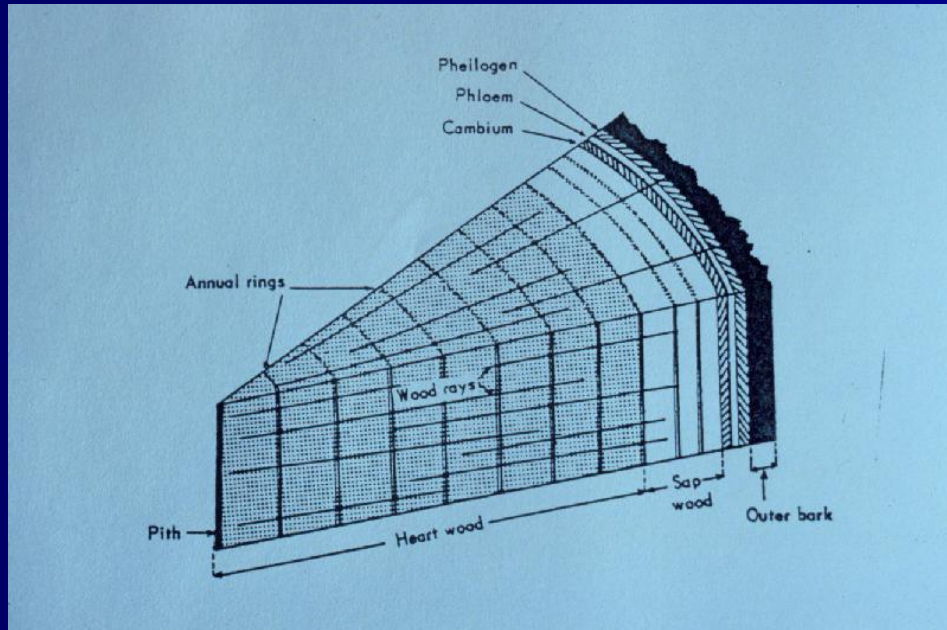 Pheilogen
Phloem
Cambium
Annual rings
Wood rays
Pith
Heart wood
Sap
wood
Outer bark